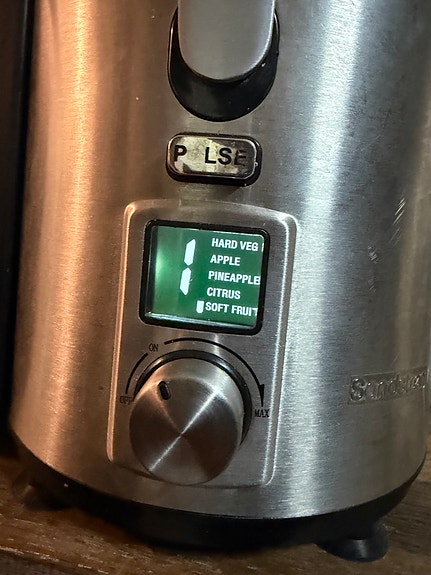 P LSE
1
HARD VEG
APPLE
PINEAPPLE
CITRUS
SOFT FRUIT
ON
OFF
MAX